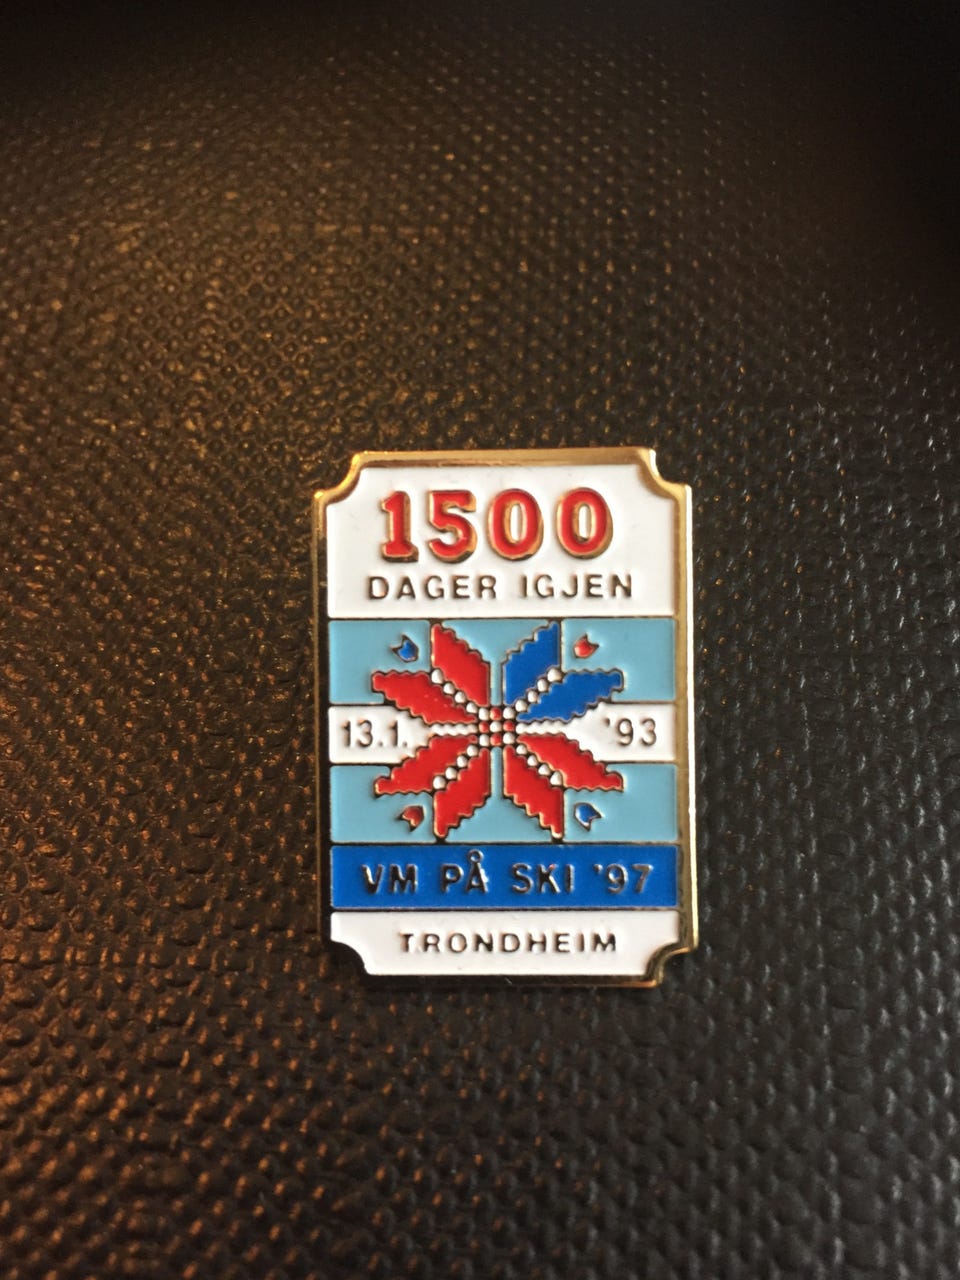 1500
DAGER IGJEN
13.1. '93
VM PÅ SKI '97
TRONDHEIM